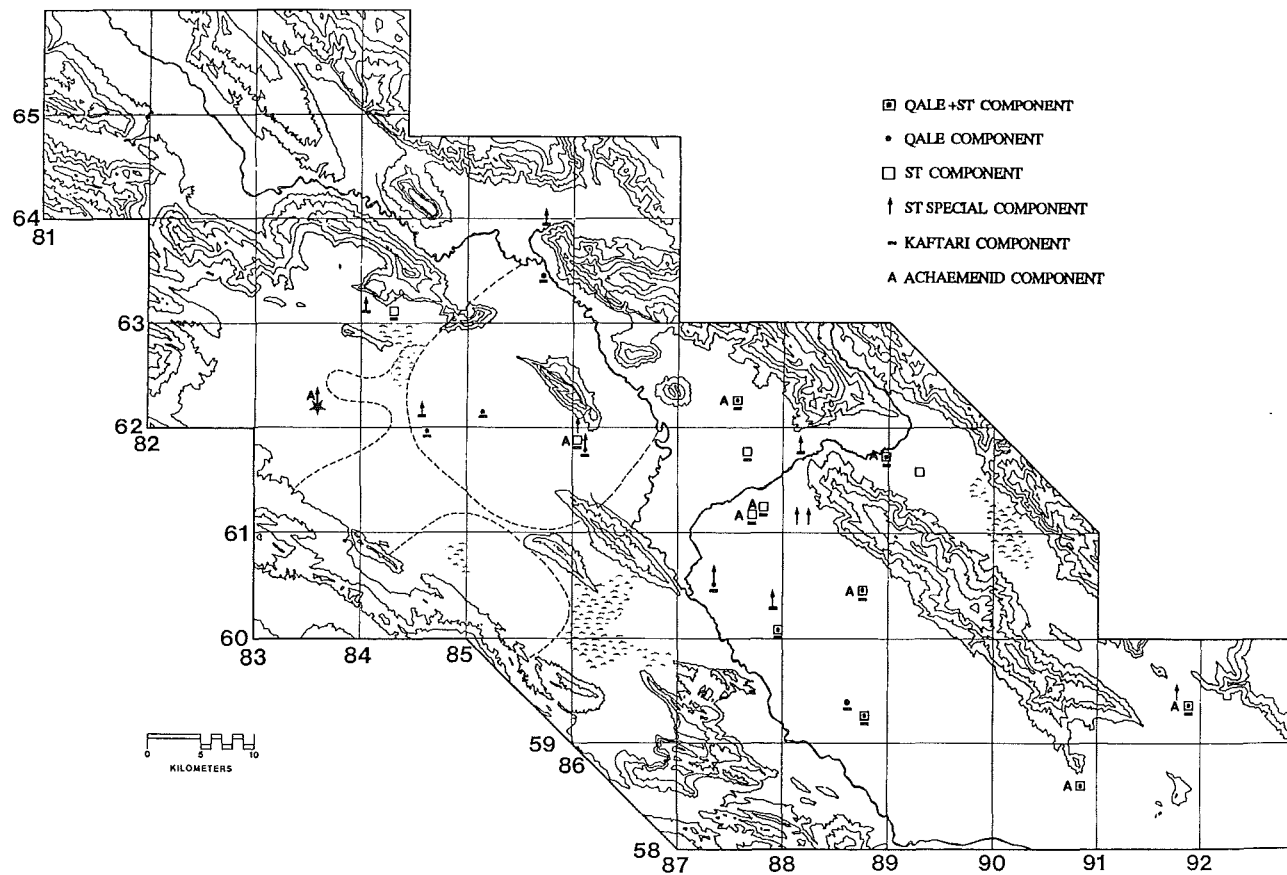 QALE +ST COMPONENT
QALE COMPONENT
ST COMPONENT
ST SPECIAL COMPONENT
KAFTARI COMPONENT
A ACHAEMENID COMPONENT
65
64
81
63
A
A
62
82
A
A
A
A
61
A
60
83 84 85
A
59
86
A
0 5 10
KILOMETERS
58
87 88 89 90 91 92